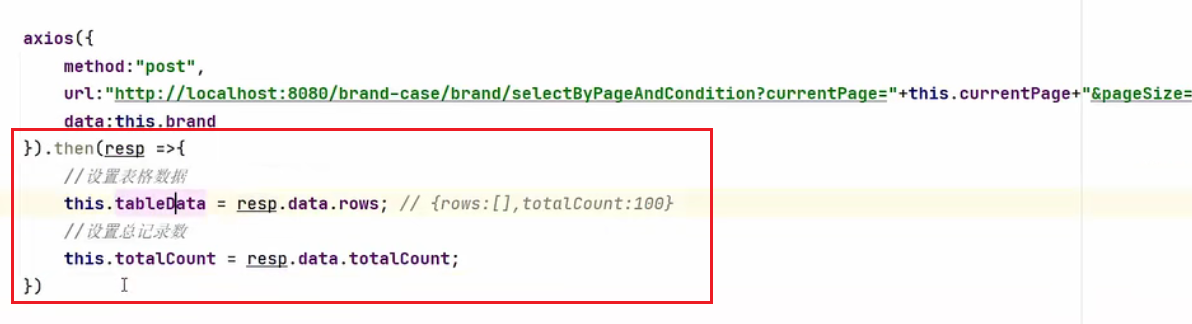 axios({
method:"post",
url:"http://localhost:8080/brand-case/brand/selectByPageAndCondition?currentPage="+this.currentPage+"&pageSize=
data:this.brand
}).then(resp =>{
//设置表格数据
this.tableData = resp.data.rows; // {rows:[],totalCount:100}
//设置总记录数
this.totalCount = resp.data.totalCount;
})